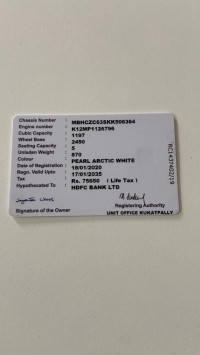 Chassis Number : MBHCZC63SKK506364
Engine number : K12MP1128796
Cubic Capacity : 1197
Wheel Base : 2450
Seating Capacity : 5
Unladen Weight : 870
Colour : PEARL ARCTIC WHITE
Date of Registration : 18/01/2020
Regn. Valid Upto : 17/01/2035
Tax : Rs. 75650 ( Life Tax )
Hypothecated To : HDFC BANK LTD
Signature of the Owner
Registering Authority
UNIT OFFICE KUKATPALLY